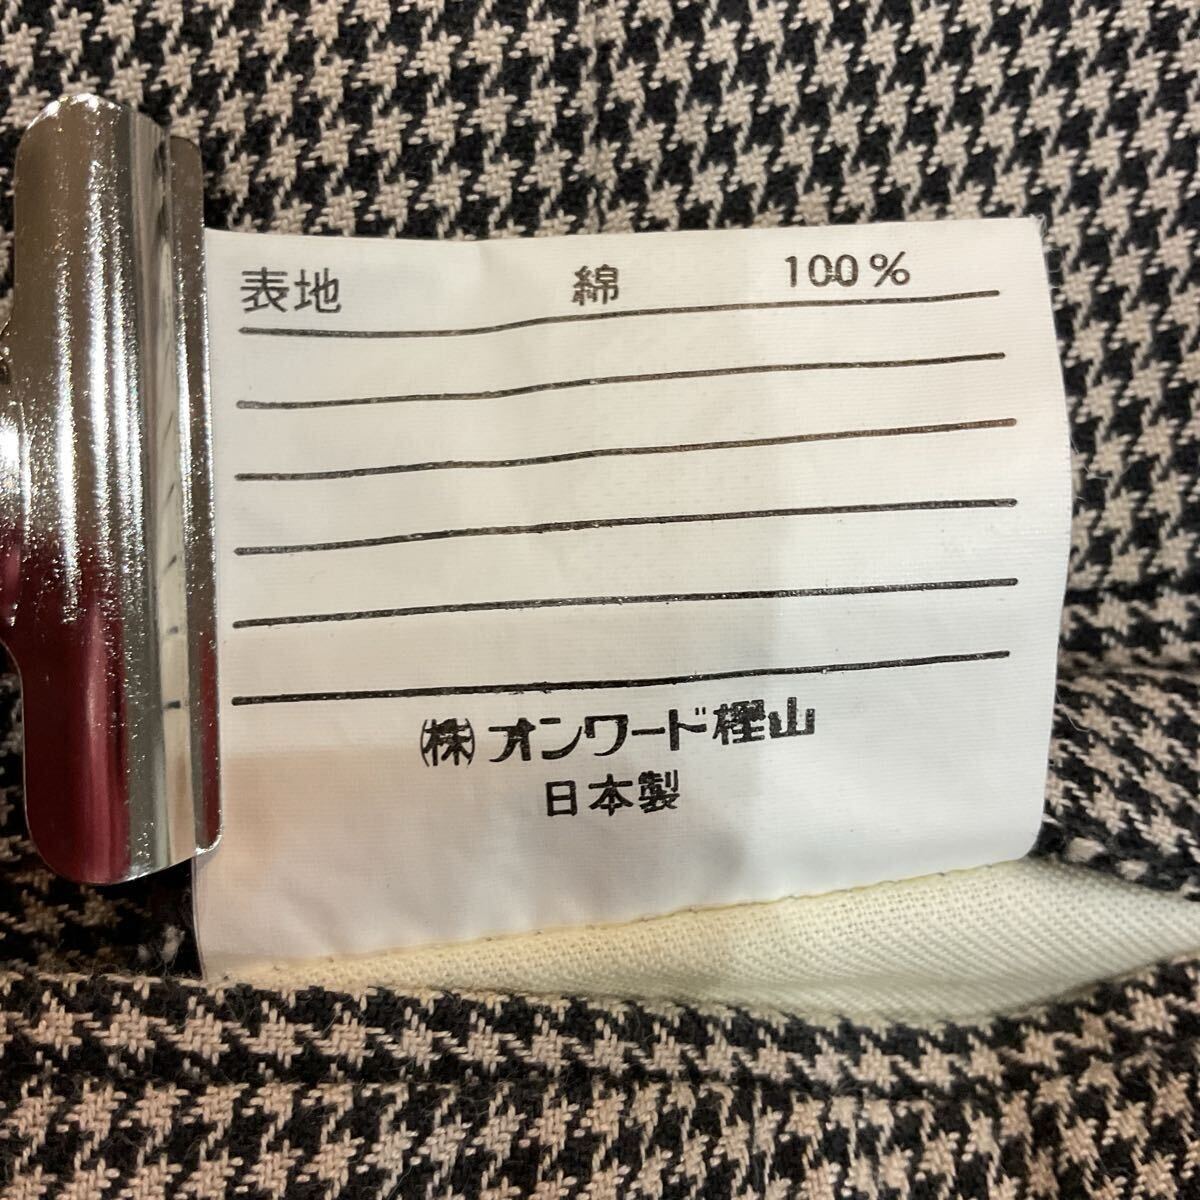 表地 綿 100%
㈱オンワード樫山
日本製